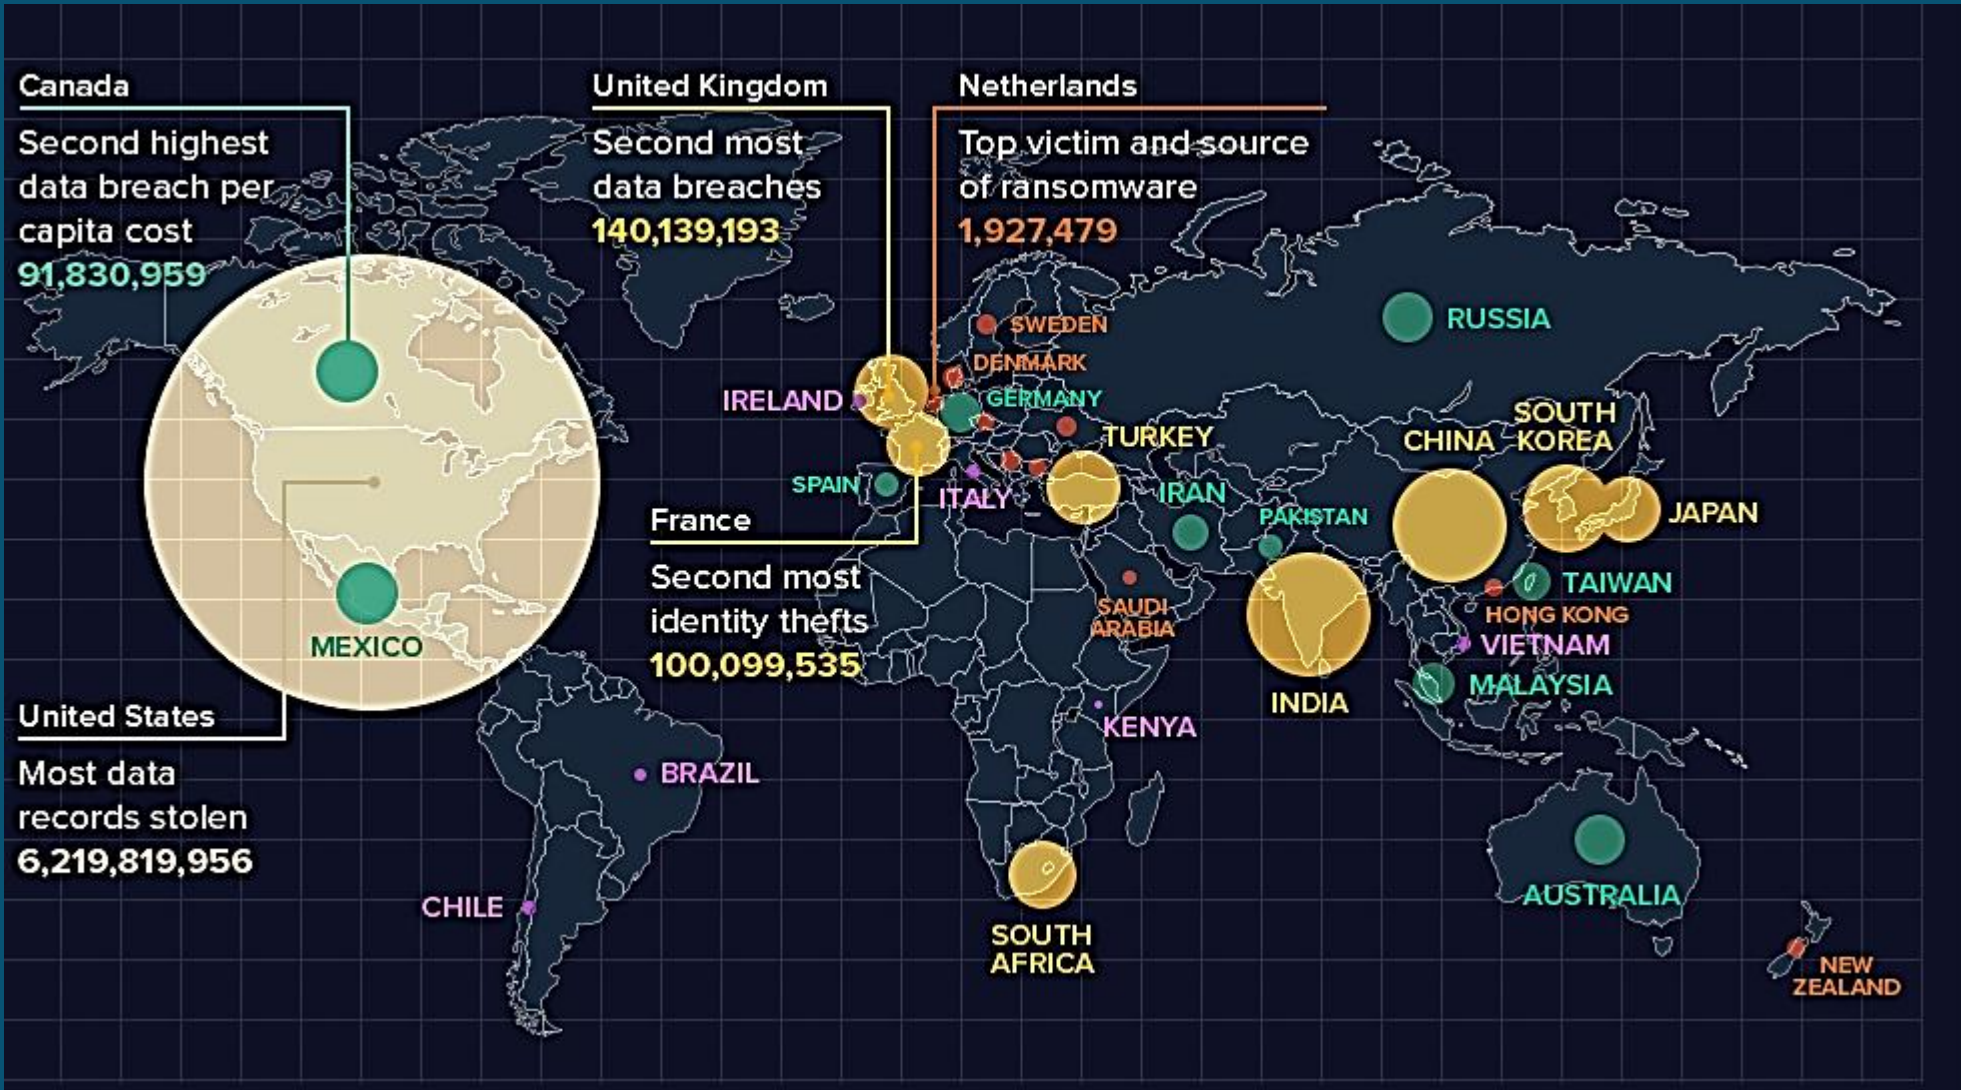 Canada
Second highest
data breach per
capita cost
91,830,959
United Kingdom
Second most
data breaches
140,139,193
Netherlands
Top victim and source
of ransomware
1,927,479
SWEDEN
RUSSIA
DENMARK
IRELAND
GERMANY
TURKEY
CHINA
SOUTH
KOREA
SPAIN
ITALY
IRAN
PAKISTAN
JAPAN
France
Second most
identity thefts
100,099,535
SAUDI
ARABIA
TAIWAN
HONG KONG
VIETNAM
MALAYSIA
INDIA
MEXICO
KENYA
United States
Most data
records stolen
6,219,819,956
BRAZIL
CHILE
SOUTH
AFRICA
AUSTRALIA
NEW
ZEALAND